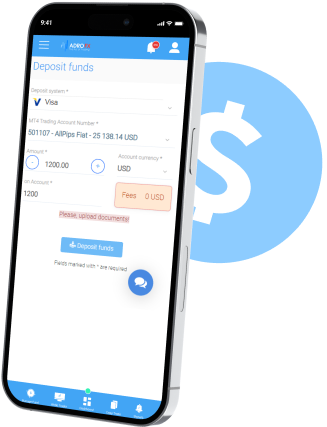 9:41
ADRO
Deposit funds
Deposit system *
Visa
MT4 Trading Account Number *
501107 - AllPips Fiat - 25 138.14 USD
Amount *
Account currency *
- 1200.00 + USD
on Account *
1200
Fees 0 USD
Please, upload documents!
Deposit funds
Fields marked with * are required
$